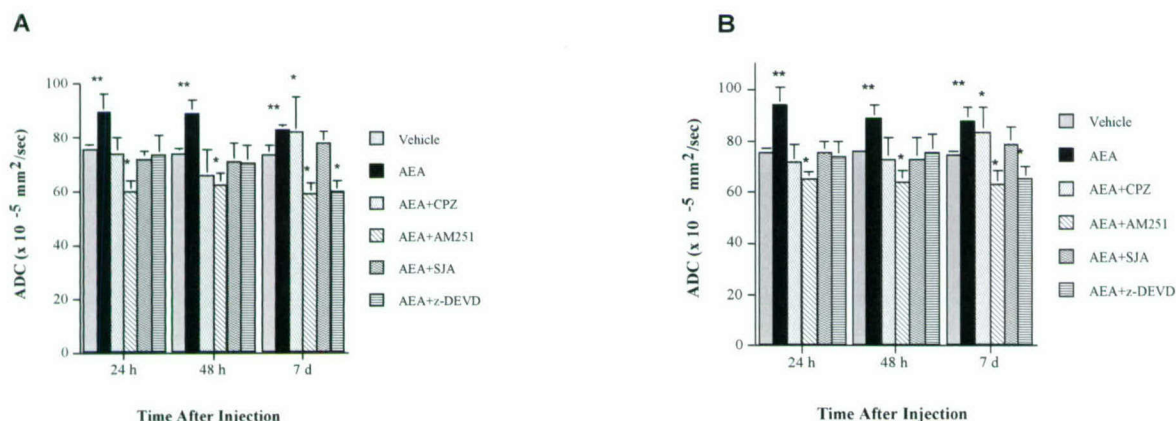 A
** ** * **
* * * *
ADC (x 10 -5 mm2/sec)
100
80
60
40
20
0
24 h 48 h 7 d
Time After Injection
Vehicle
AEA
AEA+CPZ
AEA+AM251
AEA+SJA
AEA+z-DEVD
B
** ** ** *
* * * *
ADC (x 10 -5 mm2/sec)
100
80
60
40
20
0
24 h 48 h 7 d
Time After Injection
Vehicle
AEA
AEA+CPZ
AEA+AM251
AEA+SJA
AEA+z-DEVD